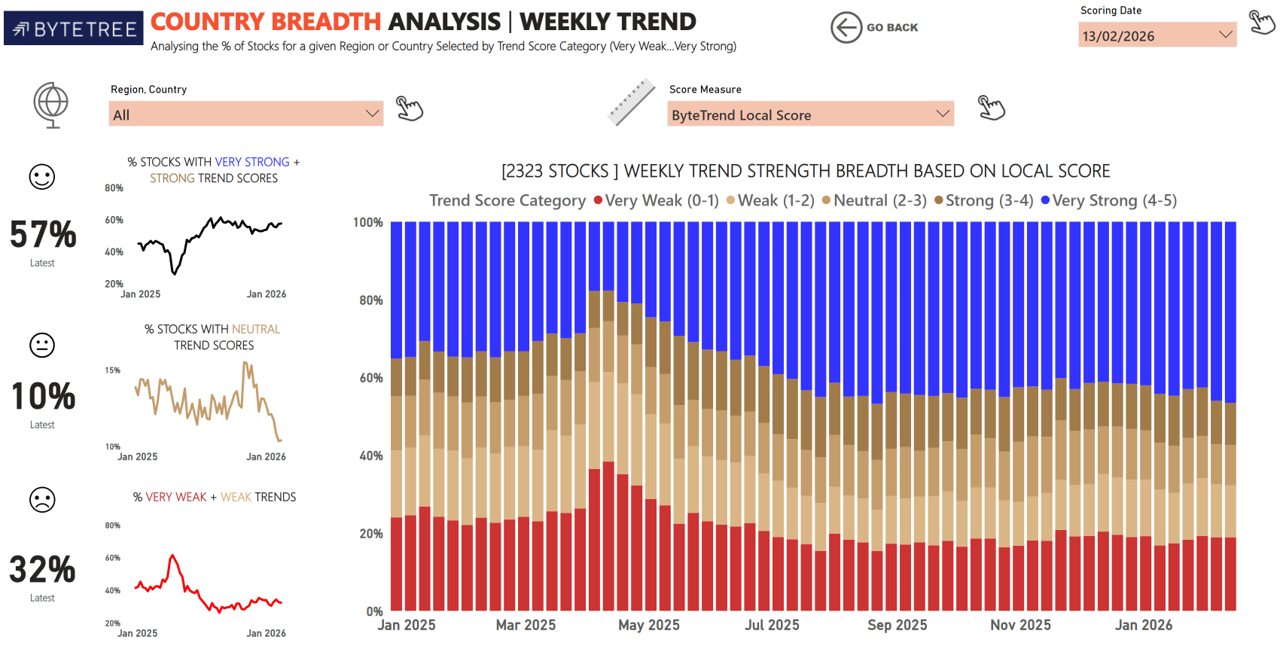 BYTETREE
COUNTRY BREADTH ANALYSIS | WEEKLY TREND
Analysing the % of Stocks for a given Region or Country Selected by Trend Score Category (Very Weak...Very Strong)
GO BACK
Scoring Date
13/02/2026
Region, Country
All
Score Measure
ByteTrend Local Score
% STOCKS WITH VERY STRONG +
STRONG TREND SCORES
57%
Latest
80%
60%
40%
20%
Jan 2025
Jan 2026
% STOCKS WITH NEUTRAL
TREND SCORES
10%
Latest
15%
10%
Jan 2025
Jan 2026
% VERY WEAK + WEAK TRENDS
32%
Latest
80%
60%
40%
20%
Jan 2025
Jan 2026
[2323 STOCKS ] WEEKLY TREND STRENGTH BREADTH BASED ON LOCAL SCORE
Trend Score Category Very Weak (0-1) Weak (1-2) Neutral (2-3) Strong (3-4) Very Strong (4-5)
100%
80%
60%
40%
20%
0%
Jan 2025
Mar 2025
May 2025
Jul 2025
Sep 2025
Nov 2025
Jan 2026